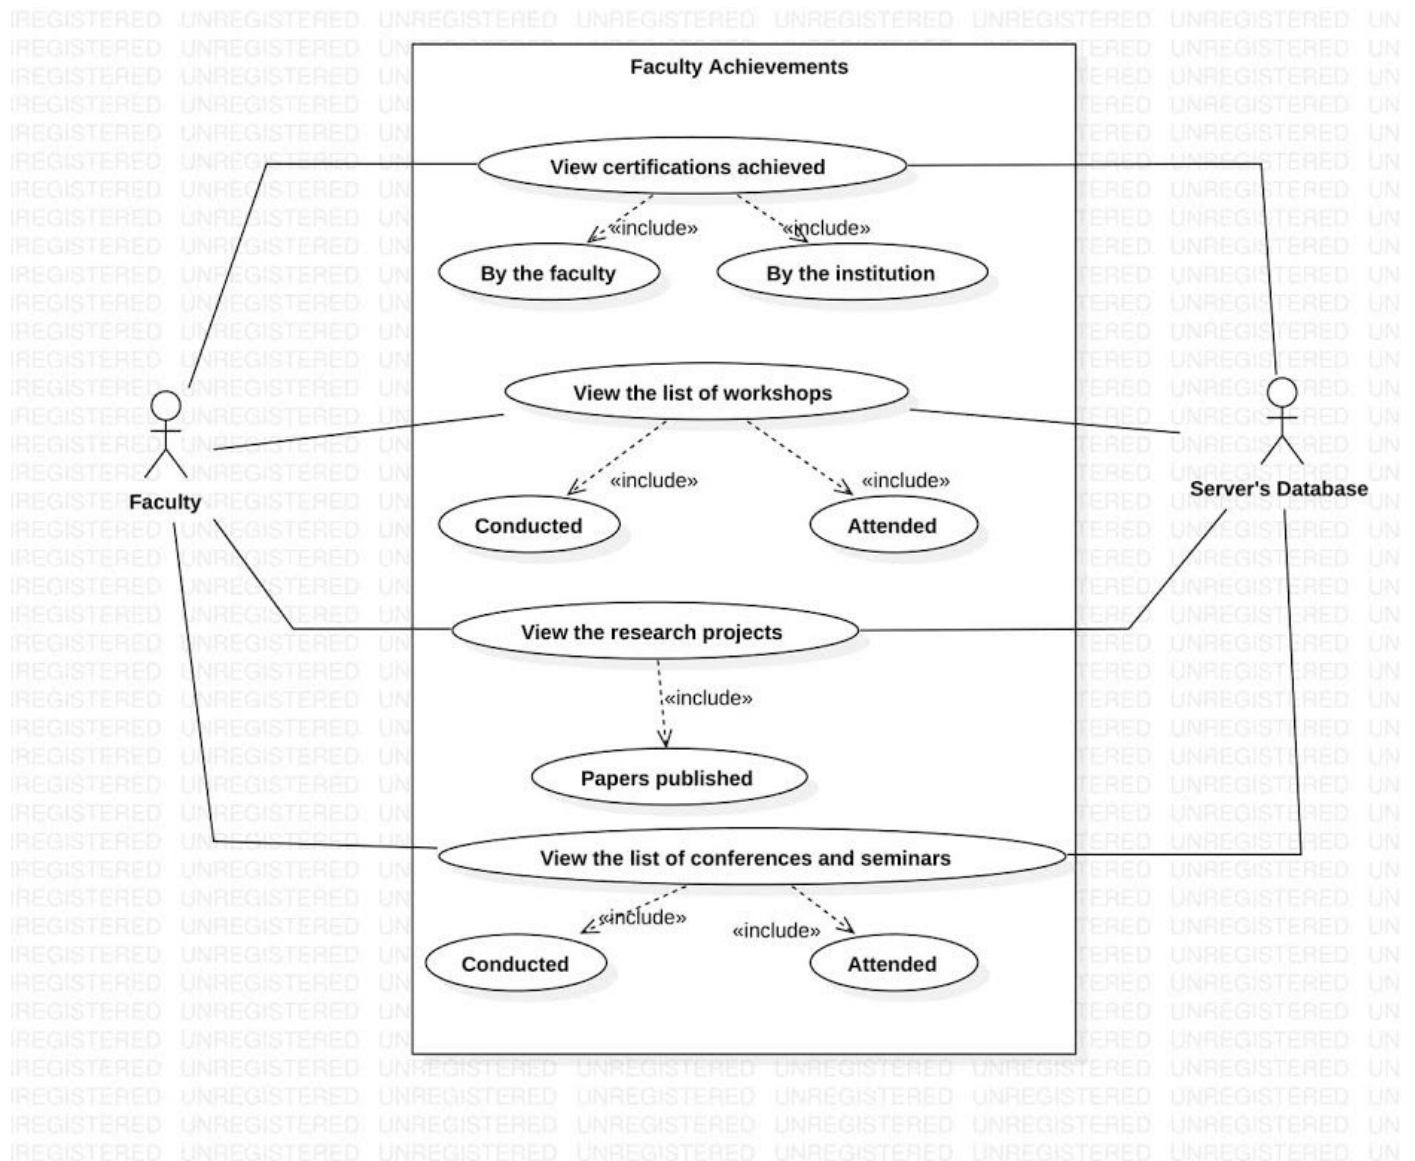 Faculty Achievements
View certifications achieved
«include»
«include»
By the faculty
By the institution
View the list of workshops
«include»
«include»
Faculty
Server's Database
Conducted
Attended
View the research projects
«include»
Papers published
View the list of conferences and seminars
«include»
«include»
Conducted
Attended
UNREGISTERED